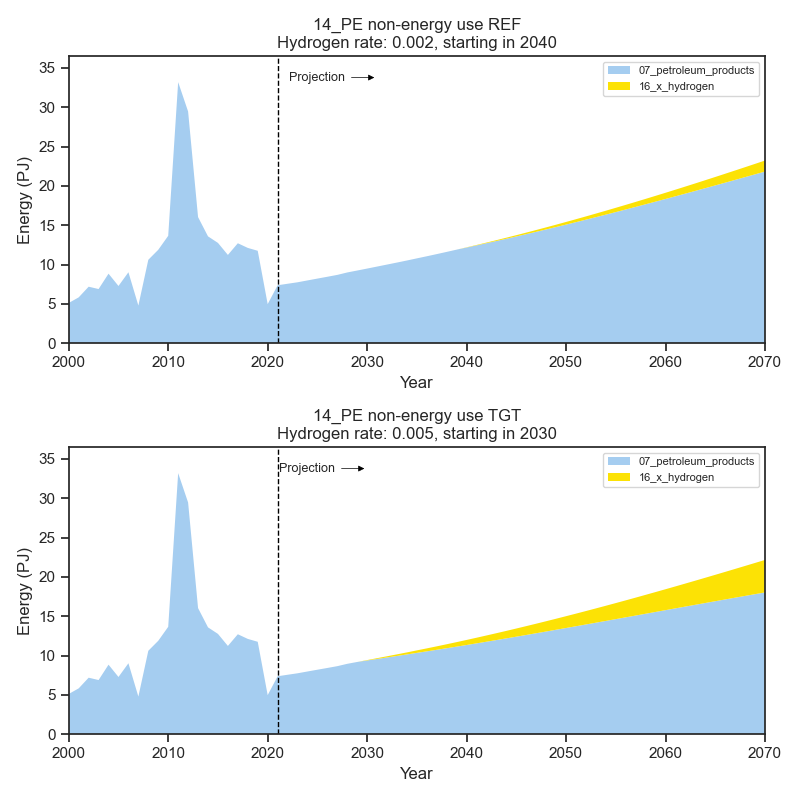 14_PE non-energy use REF
Hydrogen rate: 0.002, starting in 2040
35
30
25
20
15
10
5
0
Energy (PJ)
Projection
07_petroleum_products
16_x_hydrogen
2000 2010 2020 2030 2040 2050 2060 2070
Year
14_PE non-energy use TGT
Hydrogen rate: 0.005, starting in 2030
35
30
25
20
15
10
5
0
Energy (PJ)
Projection
07_petroleum_products
16_x_hydrogen
2000 2010 2020 2030 2040 2050 2060 2070
Year